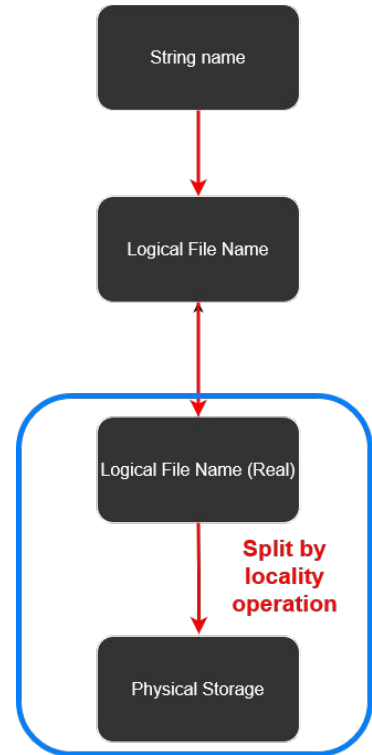 String name
Logical File Name
Logical File Name (Real)
Split by
locality
operation
Physical Storage